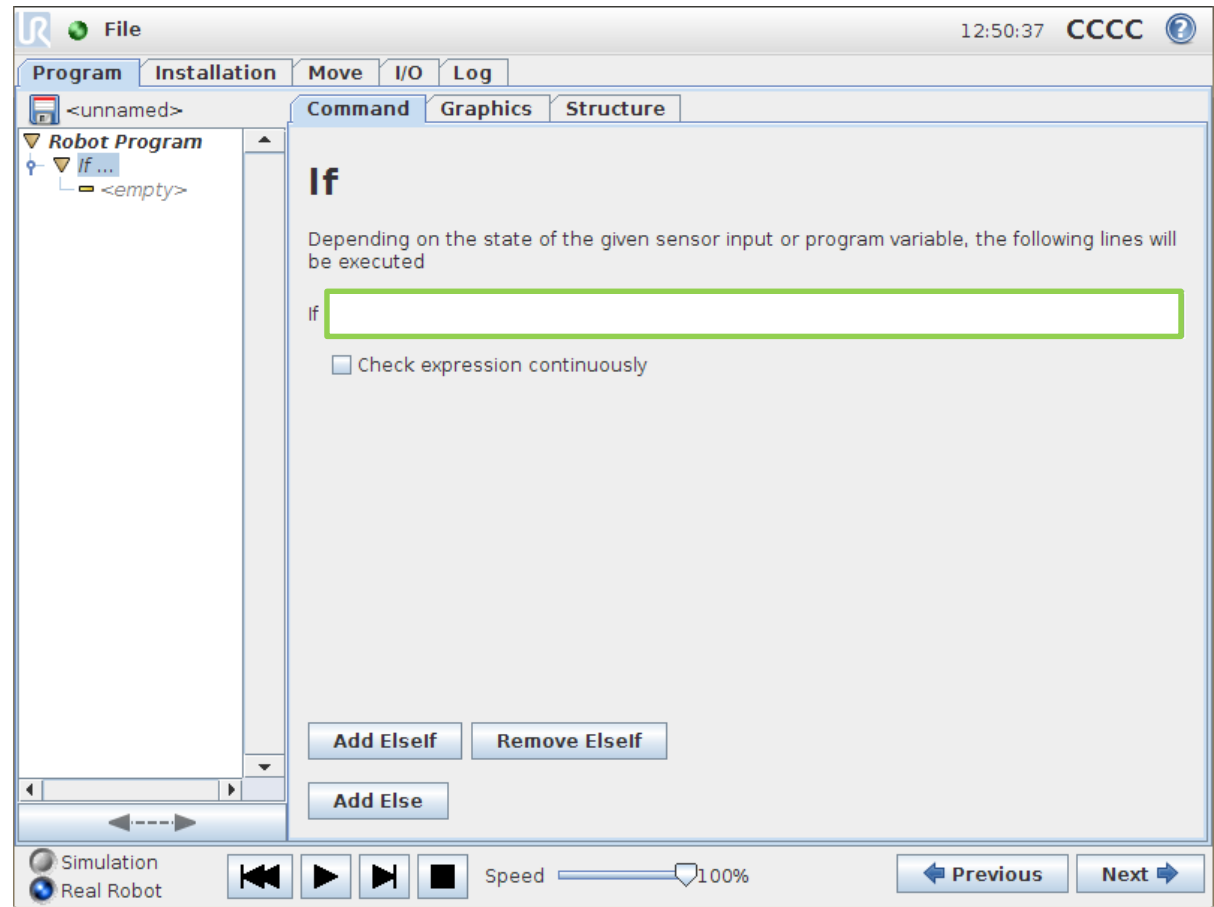 UR File 12:50:37 CCCC ?
Program Installation Move I/O Log
<unnamed> Command Graphics Structure
Robot Program
If ...
<empty>
If
Depending on the state of the given sensor input or program variable, the following lines will
be executed
If
Check expression continuously
Add ElseIf Remove ElseIf
Add Else
Simulation
Real Robot
Speed 100%
Previous Next